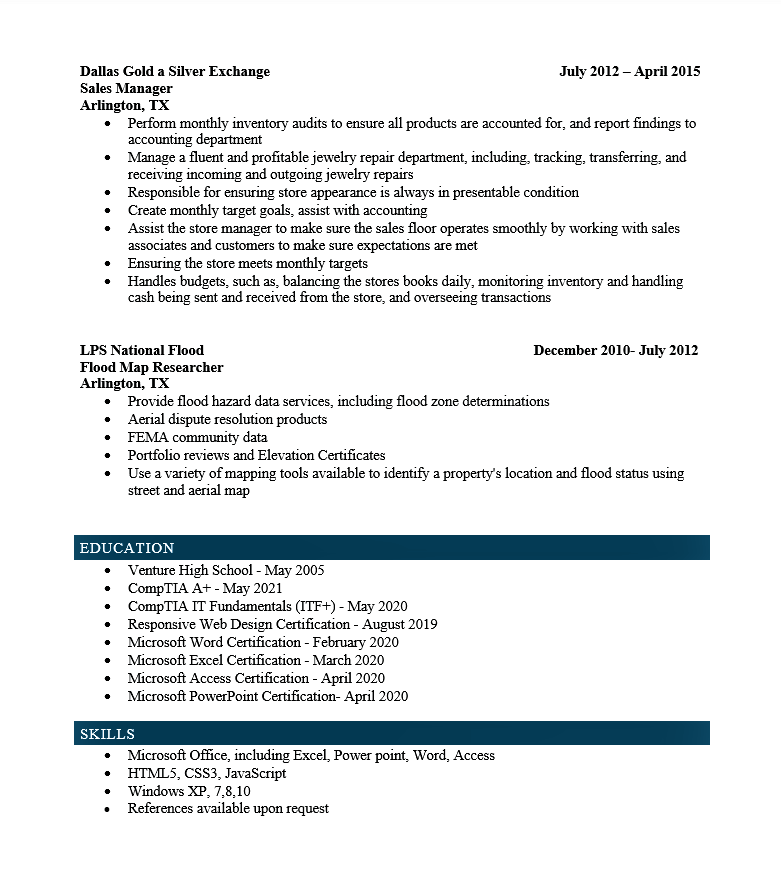 Dallas Gold a Silver Exchange July 2012 – April 2015
Sales Manager
Arlington, TX
• Perform monthly inventory audits to ensure all products are accounted for, and report findings to
accounting department
• Manage a fluent and profitable jewelry repair department, including, tracking, transferring, and
receiving incoming and outgoing jewelry repairs
• Responsible for ensuring store appearance is always in presentable condition
• Create monthly target goals, assist with accounting
• Assist the store manager to make sure the sales floor operates smoothly by working with sales
associates and customers to make sure expectations are met
• Ensuring the store meets monthly targets
• Handles budgets, such as, balancing the stores books daily, monitoring inventory and handling
cash being sent and received from the store, and overseeing transactions
LPS National Flood December 2010- July 2012
Flood Map Researcher
Arlington, TX
• Provide flood hazard data services, including flood zone determinations
• Aerial dispute resolution products
• FEMA community data
• Portfolio reviews and Elevation Certificates
• Use a variety of mapping tools available to identify a property's location and flood status using
street and aerial map
EDUCATION
• Venture High School - May 2005
• CompTIA A+ - May 2021
• CompTIA IT Fundamentals (ITF+) - May 2020
• Responsive Web Design Certification - August 2019
• Microsoft Word Certification - February 2020
• Microsoft Excel Certification - March 2020
• Microsoft Access Certification - April 2020
• Microsoft PowerPoint Certification- April 2020
SKILLS
• Microsoft Office, including Excel, Power point, Word, Access
• HTML5, CSS3, JavaScript
• Windows XP, 7,8,10
• References available upon request